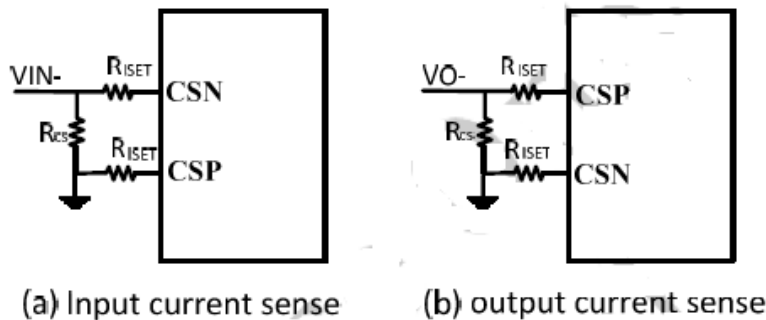 VIN-
RISET
CSN
RCS
RISET
CSP
(a) Input current sense
VO-
RISET
CSP
RCS
RISET
CSN
(b) output current sense